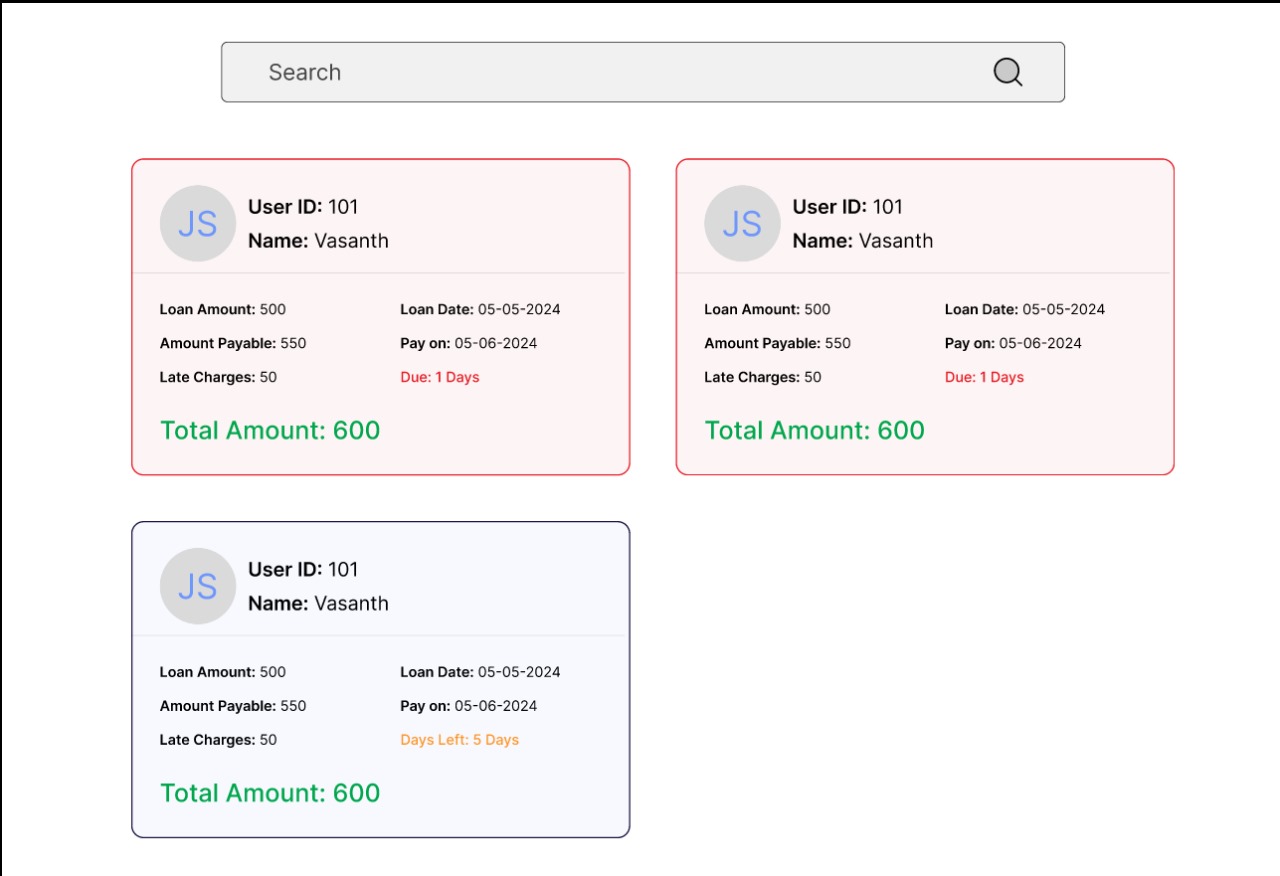 Search
JS
User ID: 101
Name: Vasanth
Loan Amount: 500
Loan Date: 05-05-2024
Amount Payable: 550
Pay on: 05-06-2024
Late Charges: 50
Due: 1 Days
Total Amount: 600
JS
User ID: 101
Name: Vasanth
Loan Amount: 500
Loan Date: 05-05-2024
Amount Payable: 550
Pay on: 05-06-2024
Late Charges: 50
Due: 1 Days
Total Amount: 600
JS
User ID: 101
Name: Vasanth
Loan Amount: 500
Loan Date: 05-05-2024
Amount Payable: 550
Pay on: 05-06-2024
Late Charges: 50
Days Left: 5 Days
Total Amount: 600